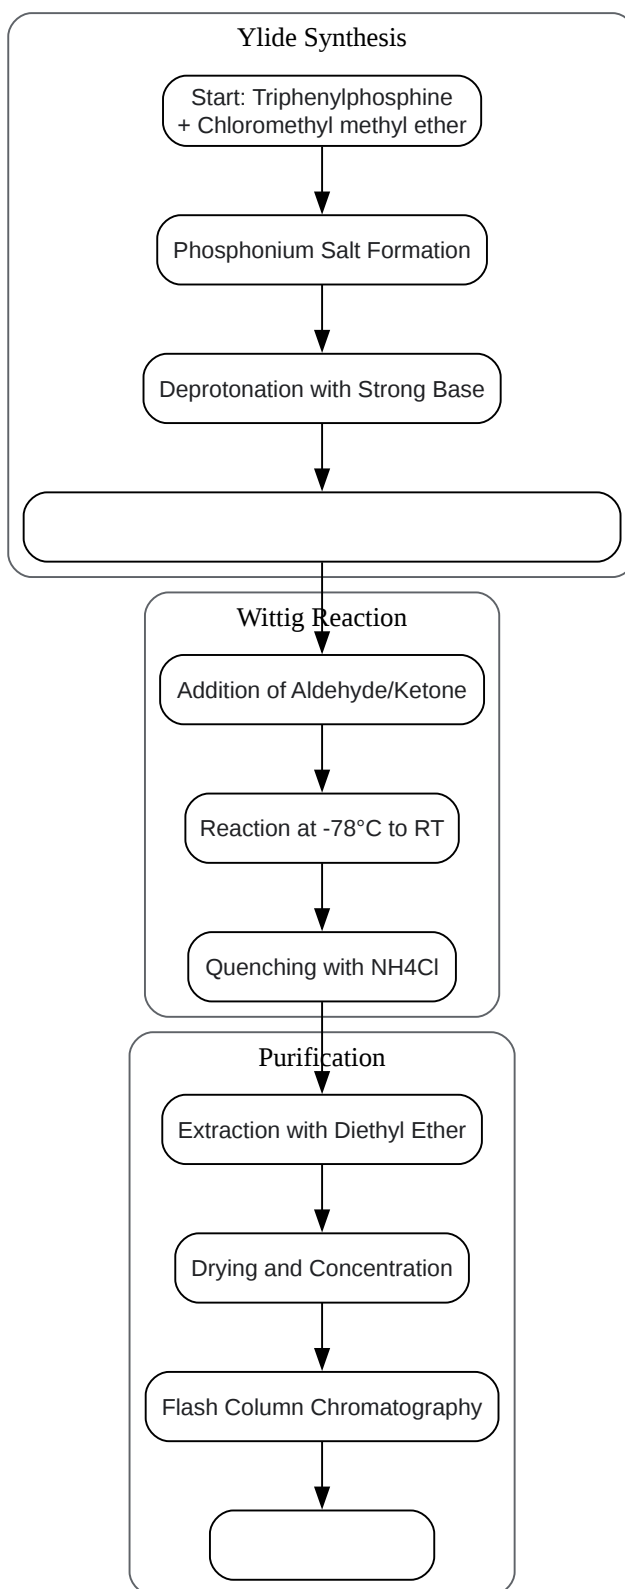 Ylide Synthesis
Start: Triphenylphosphine
+ Chloromethyl methyl ether
Phosphonium Salt Formation
Deprotonation with Strong Base
Wittig Reaction
Addition of Aldehyde/Ketone
Reaction at -78°C to RT
Quenching with NH4Cl
Purification
Extraction with Diethyl Ether
Drying and Concentration
Flash Column Chromatography